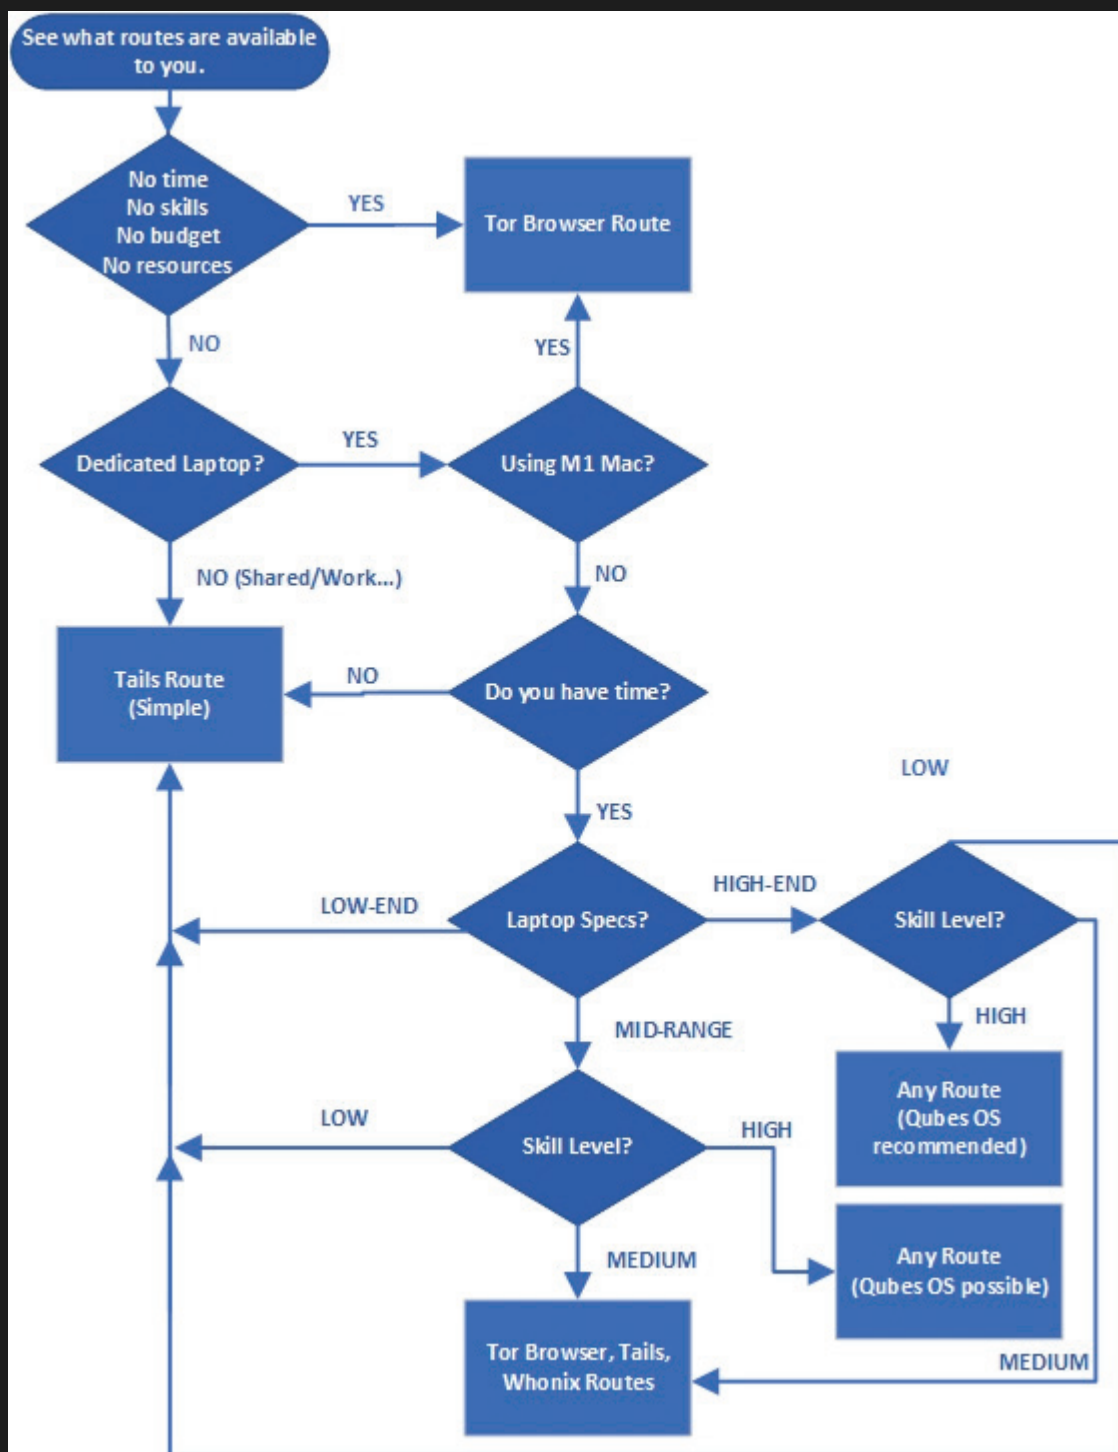 See what routes are available
to you.
No time
No skills
No budget
No resources
YES
Tor Browser Route
NO
YES
Dedicated Laptop?
YES
Using M1 Mac?
NO (Shared/Work...)
NO
Tails Route
(Simple)
NO
Do you have time?
LOW
YES
LOW-END
Laptop Specs?
HIGH-END
Skill Level?
MID-RANGE
HIGH
Any Route
(Qubes OS
recommended)
LOW
Skill Level?
HIGH
MEDIUM
Any Route
(Qubes OS possible)
Tor Browser, Tails,
Whonix Routes
MEDIUM